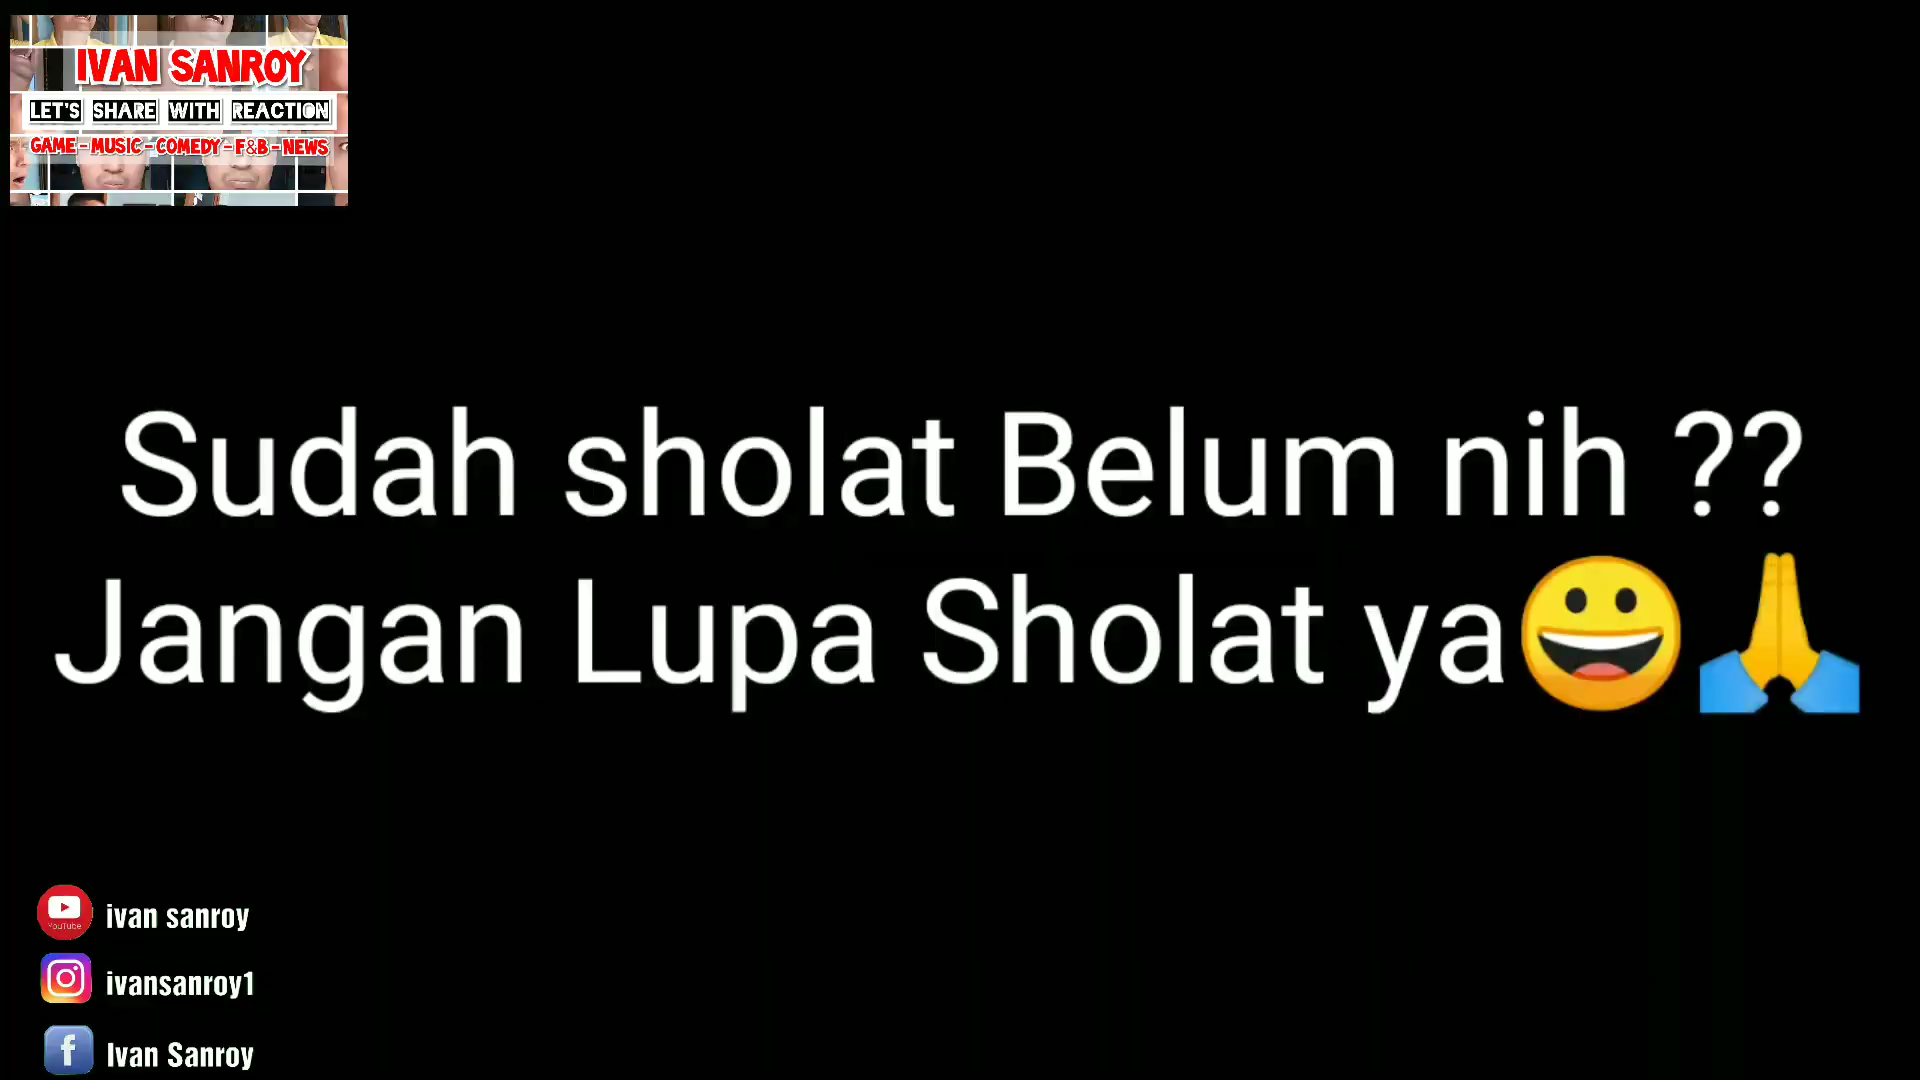 IVAN SANROY
LET'S SHARE WITH REACTION
GAME - MUSIC - COMEDY - F&B - NEWS
Sudah sholat Belum nih ??
Jangan Lupa Sholat ya😀🙏
YouTube
ivan sanroy
ivansanroy1
f
Ivan Sanroy